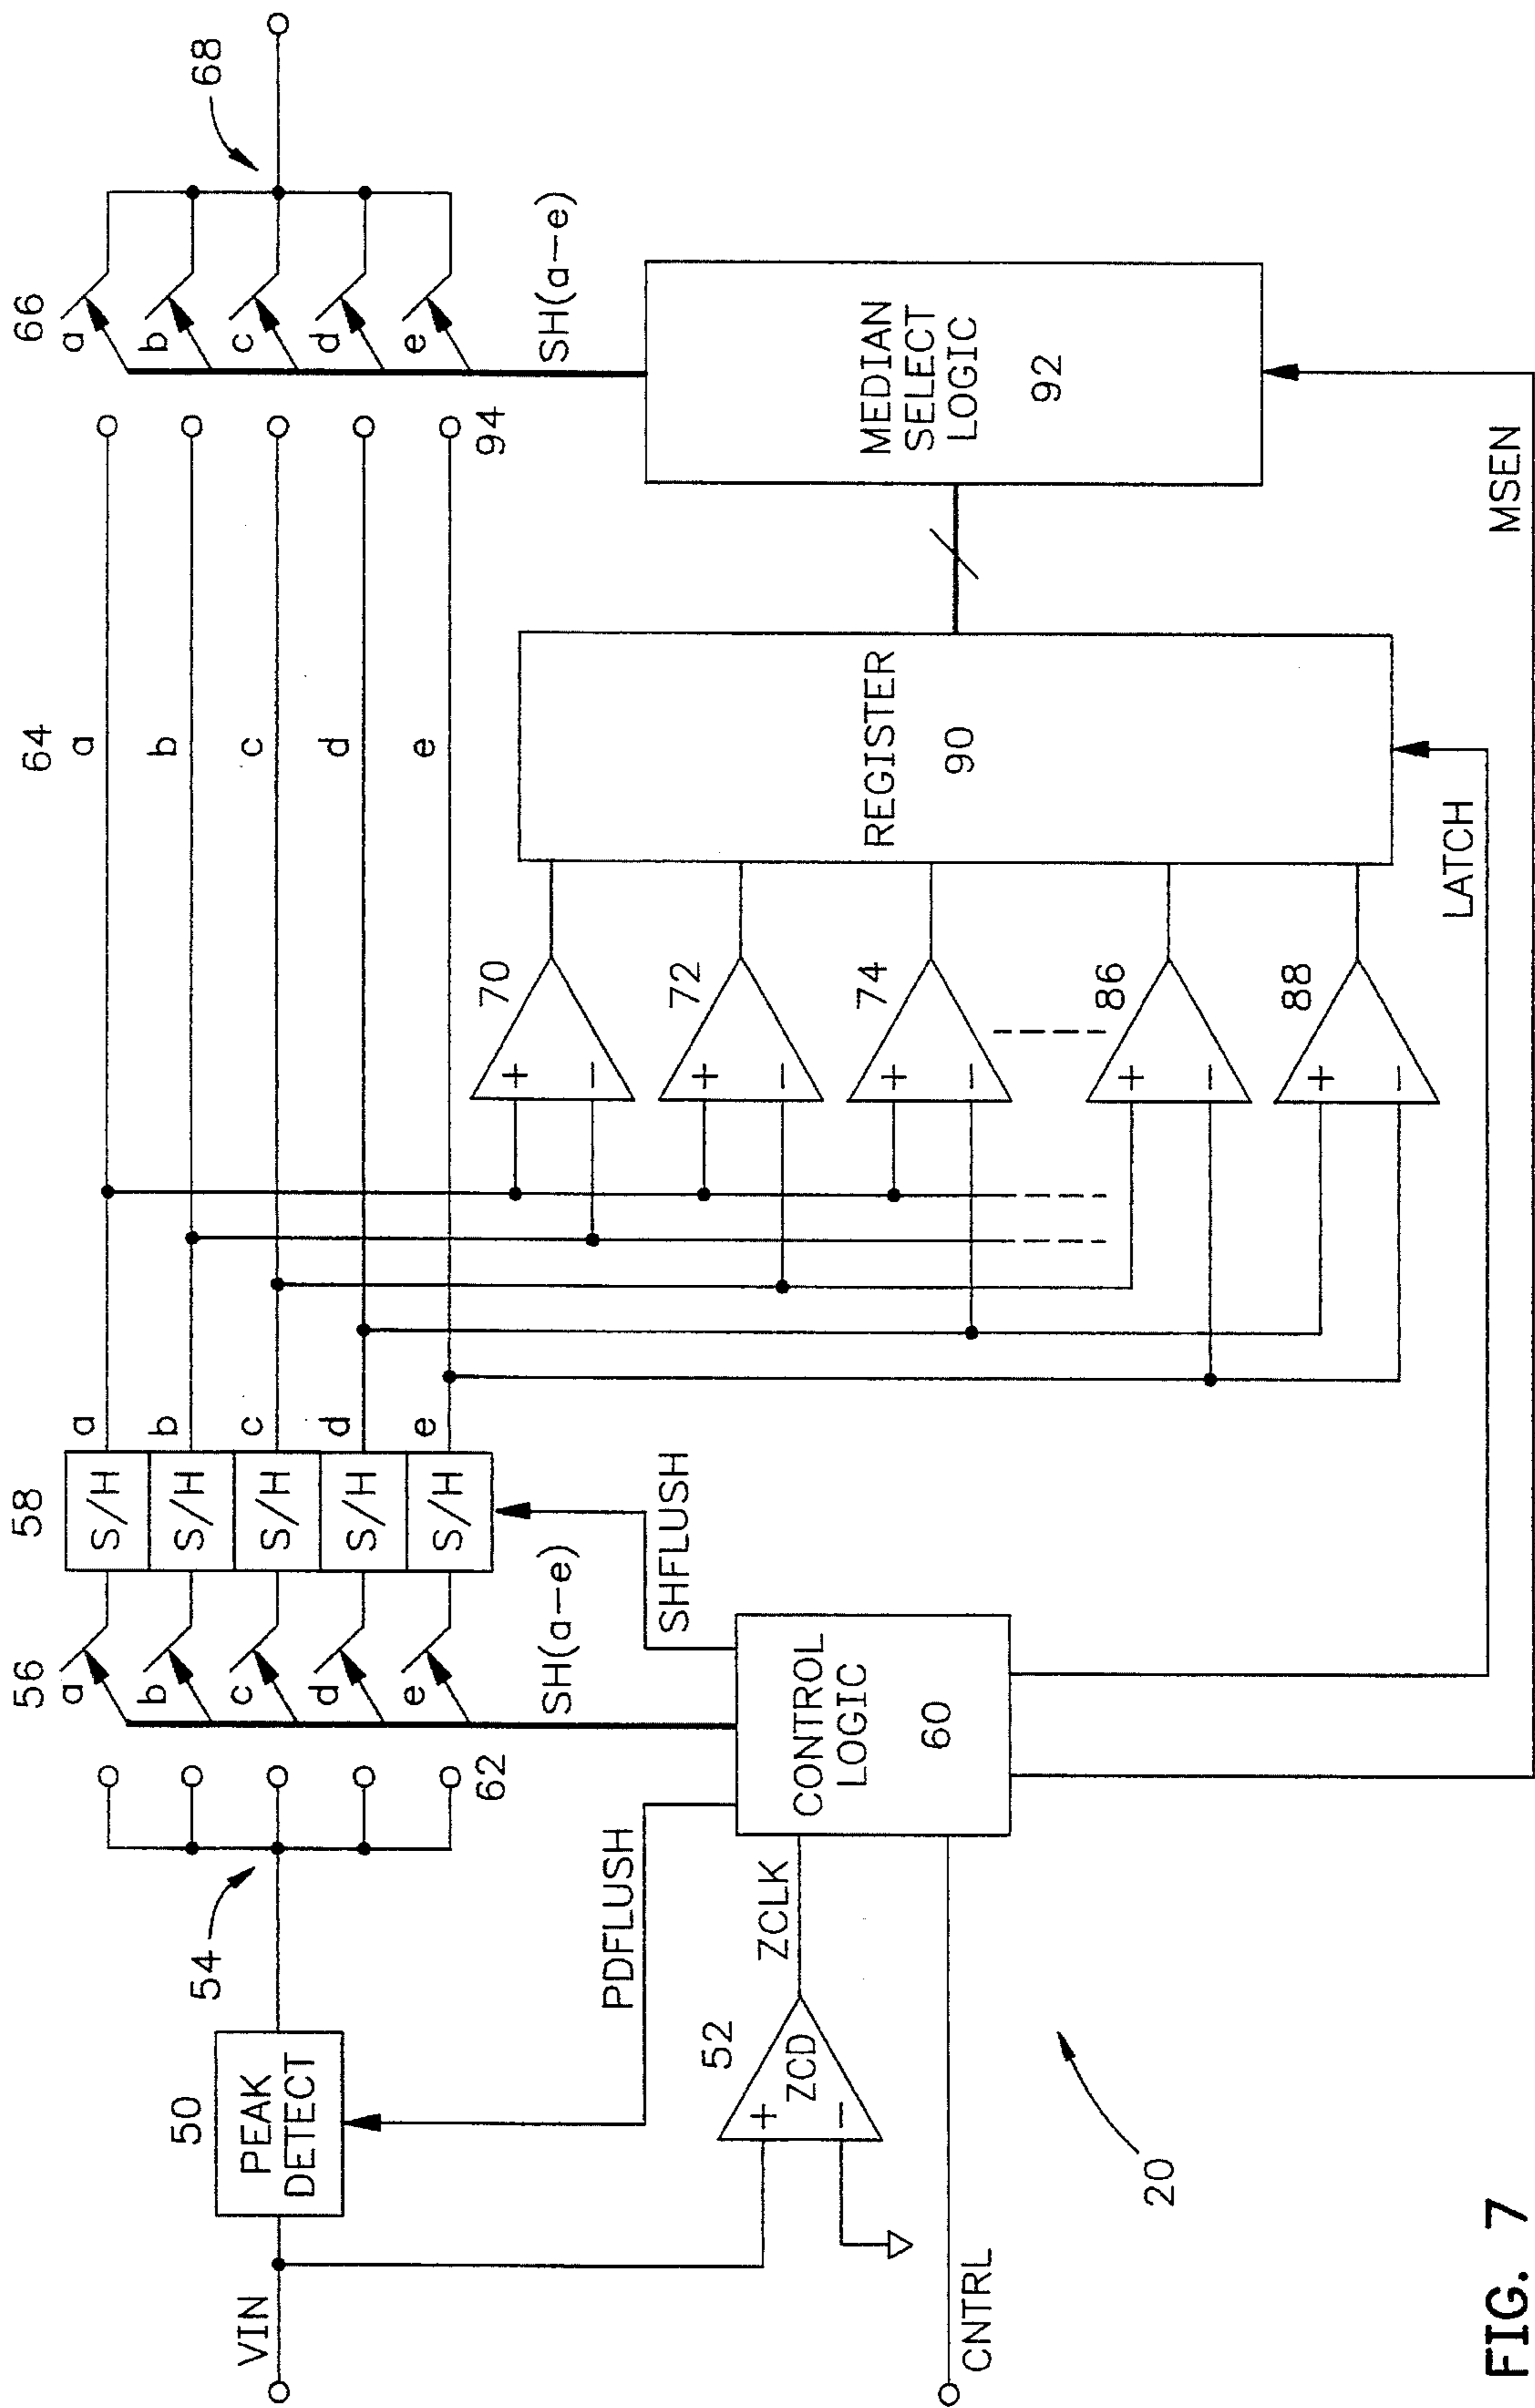 56
58
64
66
a
a
a
a
b
b
b
b
c
c
c
c
d
d
d
d
e
e
e
e
S/H
S/H
S/H
S/H
S/H
62
94
68
54
VIN
50
PEAK
DETECT
SH(a–e)
SH(a–e)
PDFLUSH
SHFLUSH
52
+
−
ZCD
ZCLK
CONTROL
LOGIC
60
CNTRL
70
+
−
72
+
−
74
+
−
86
+
−
88
+
−
REGISTER
90
MEDIAN
SELECT
LOGIC
92
LATCH
MSEN
20
FIG. 7